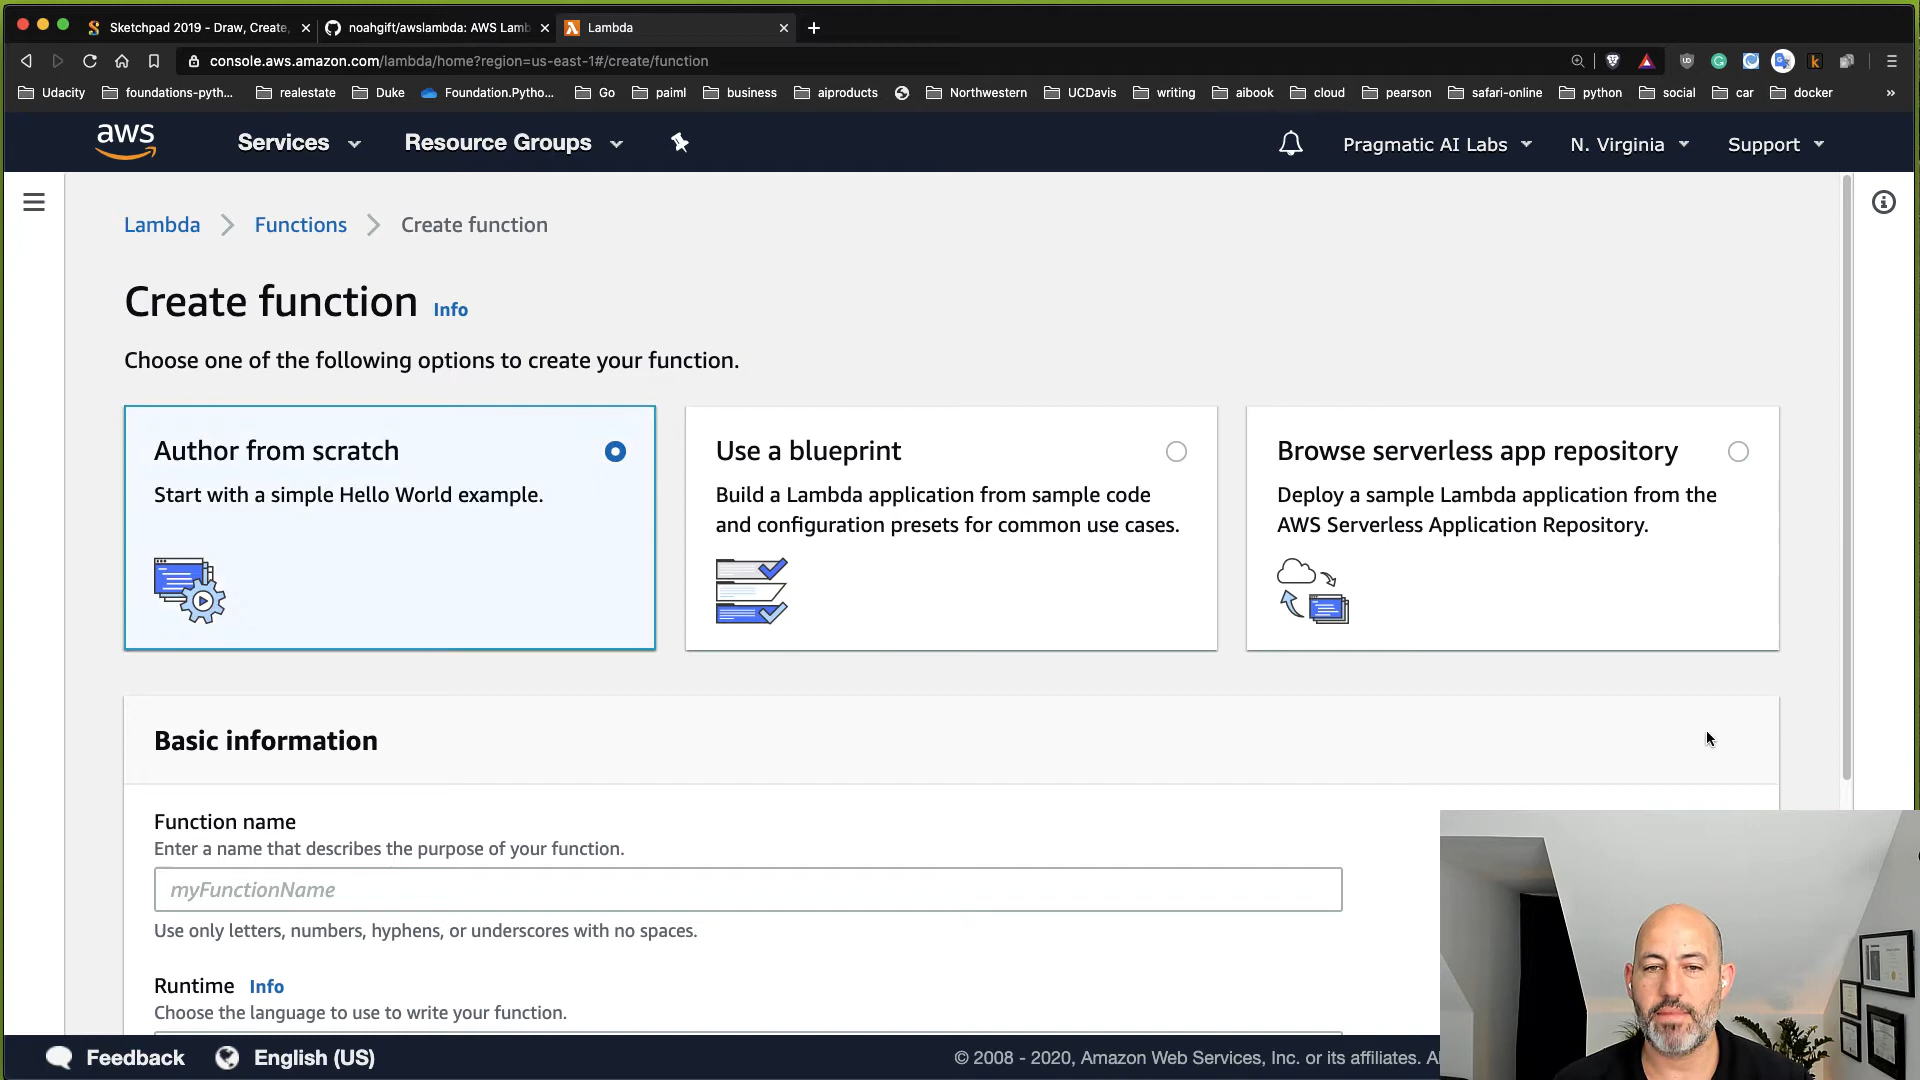 Sketchpad 2019 - Draw, Create,
noahgift/awslambda: AWS Lamb
Lambda
console.aws.amazon.com/lambda/home?region=us-east-1#/create/function
Udacity foundations-pyth... realestate Duke Foundation.Pytho... Go paiml business aiproducts Northwestern UCDavis writing aibook cloud pearson safari-online python social car docker »
aws Services Resource Groups Pragmatic AI Labs N. Virginia Support
Lambda Functions Create function
Create function Info
Choose one of the following options to create your function.
Author from scratch
Start with a simple Hello World example.
Use a blueprint
Build a Lambda application from sample code
and configuration presets for common use cases.
Browse serverless app repository
Deploy a sample Lambda application from the
AWS Serverless Application Repository.
Basic information
Function name
Enter a name that describes the purpose of your function.
myFunctionName
Use only letters, numbers, hyphens, or underscores with no spaces.
Runtime Info
Choose the language to use to write your function.
Feedback English (US) © 2008 - 2020, Amazon Web Services, Inc. or its affiliates.